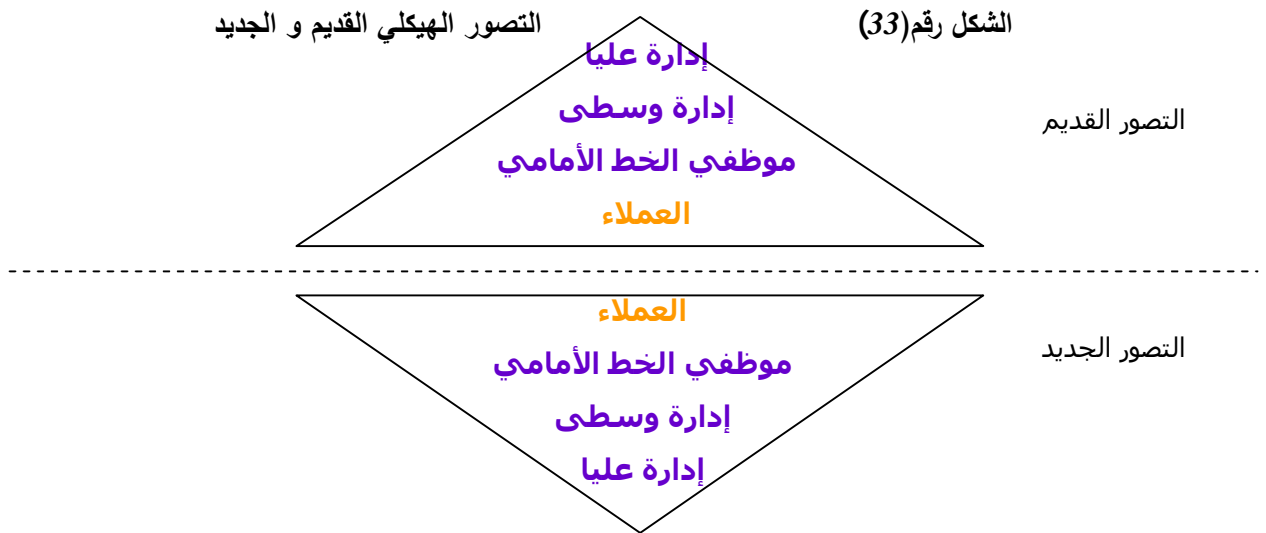 الشكل رقم(33) التصور الهيكلي القديم و الجديد
إدارة عليا
إدارة وسطى
التصور القديم
موظفي الخط الأمامي
العملاء
العملاء
التصور الجديد
موظفي الخط الأمامي
إدارة وسطى
إدارة عليا